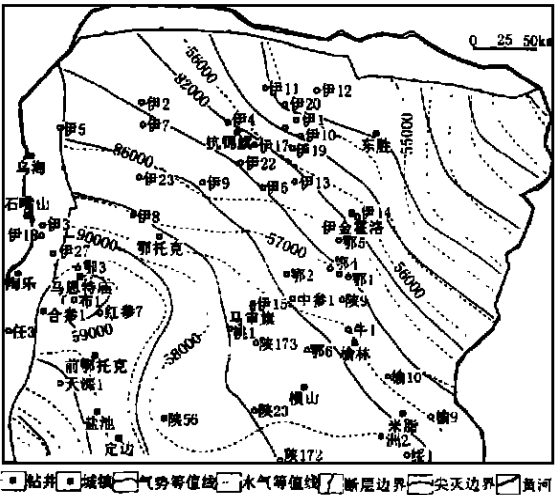 0 25 50km
56000
伊11
伊12
伊2
伊20
82000
伊4
伊1
伊7
伊5
杭锦旗
伊10
东胜
55000
伊17
伊19
乌海
86000
伊22
伊23
伊9
伊6
伊13
石嘴山
伊8
伊14
伊3
伊金霍洛
伊18
90000
鄂托克
57000
鄂5
伊27
鄂3
鄂4
鄂2
鄂1
56000
陶乐
乌恩特庙
布1
红参7
伊15
中参1
陕9
合参1
乌审旗
任3
59000
桃1
牛1
58000
陕173
鄂6
榆林
前鄂托克
天深1
榆10
横山
盐池
陕56
陕23
米脂
榆9
定边
洲2
绥1
陕172
钻井 城镇 气势等值线 水气等值线 断层边界 尖灭边界 黄河